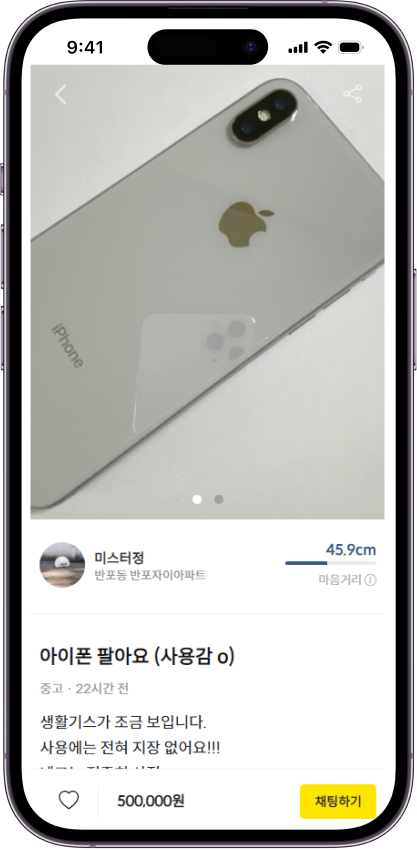 9:41
iPhone
미스터정
반포동 반포자이아파트
45.9cm
마음거리 ⓘ
아이폰 팔아요 (사용감 o)
중고 · 22시간 전
생활기스가 조금 보입니다.
사용에는 전혀 지장 없어요!!!
500,000원
채팅하기